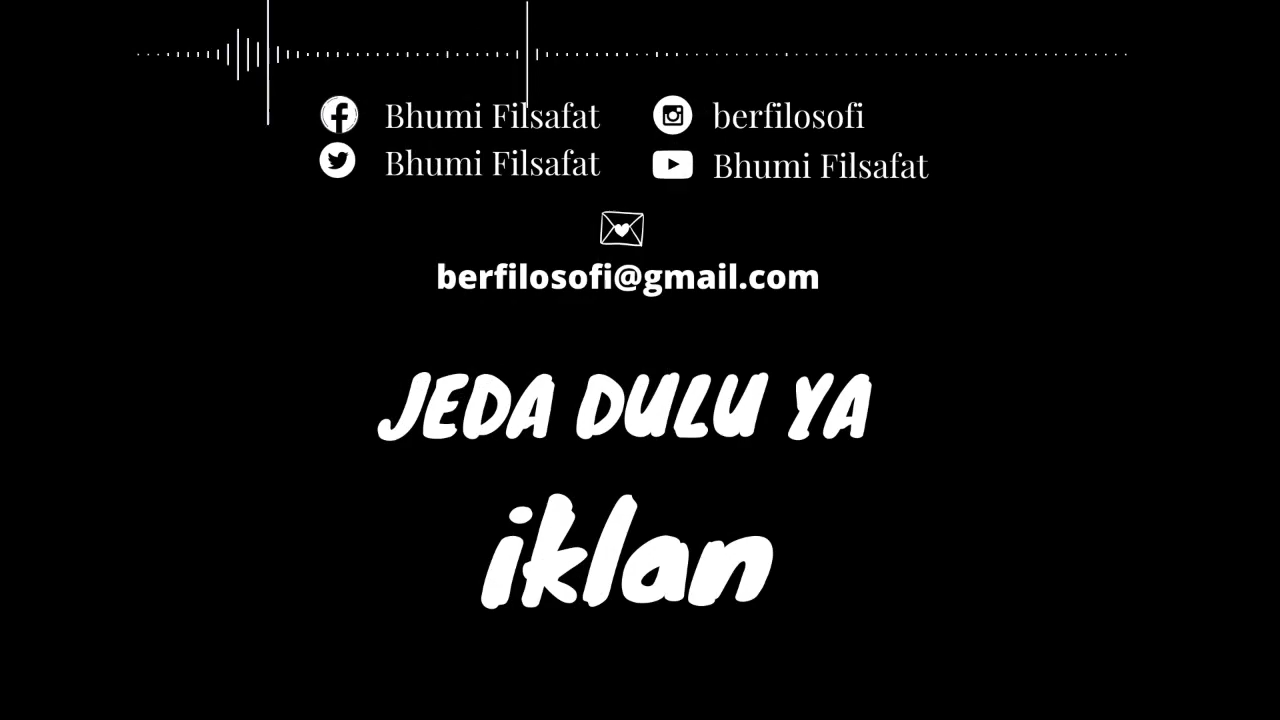 Bhumi Filsafat berfilosofi
Bhumi Filsafat Bhumi Filsafat
berfilosofi@gmail.com
JEDA DULU YA
iklan